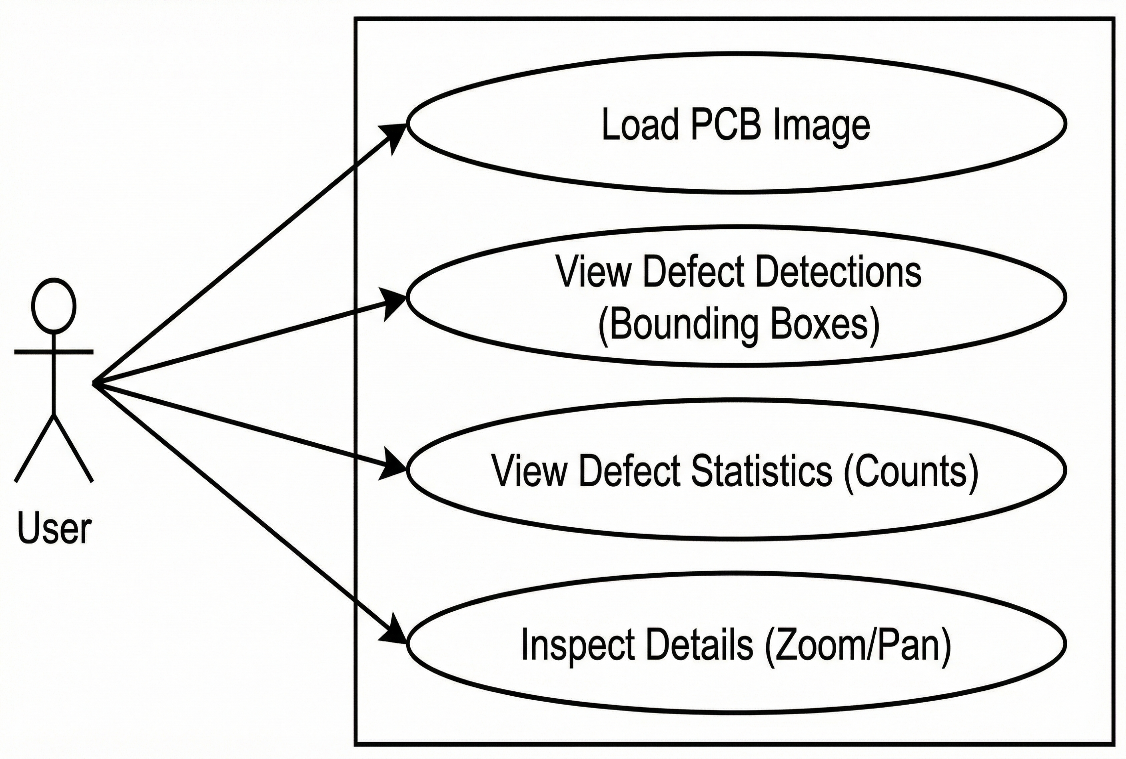 Load PCB Image
View Defect Detections
(Bounding Boxes)
View Defect Statistics (Counts)
Inspect Details (Zoom/Pan)
User